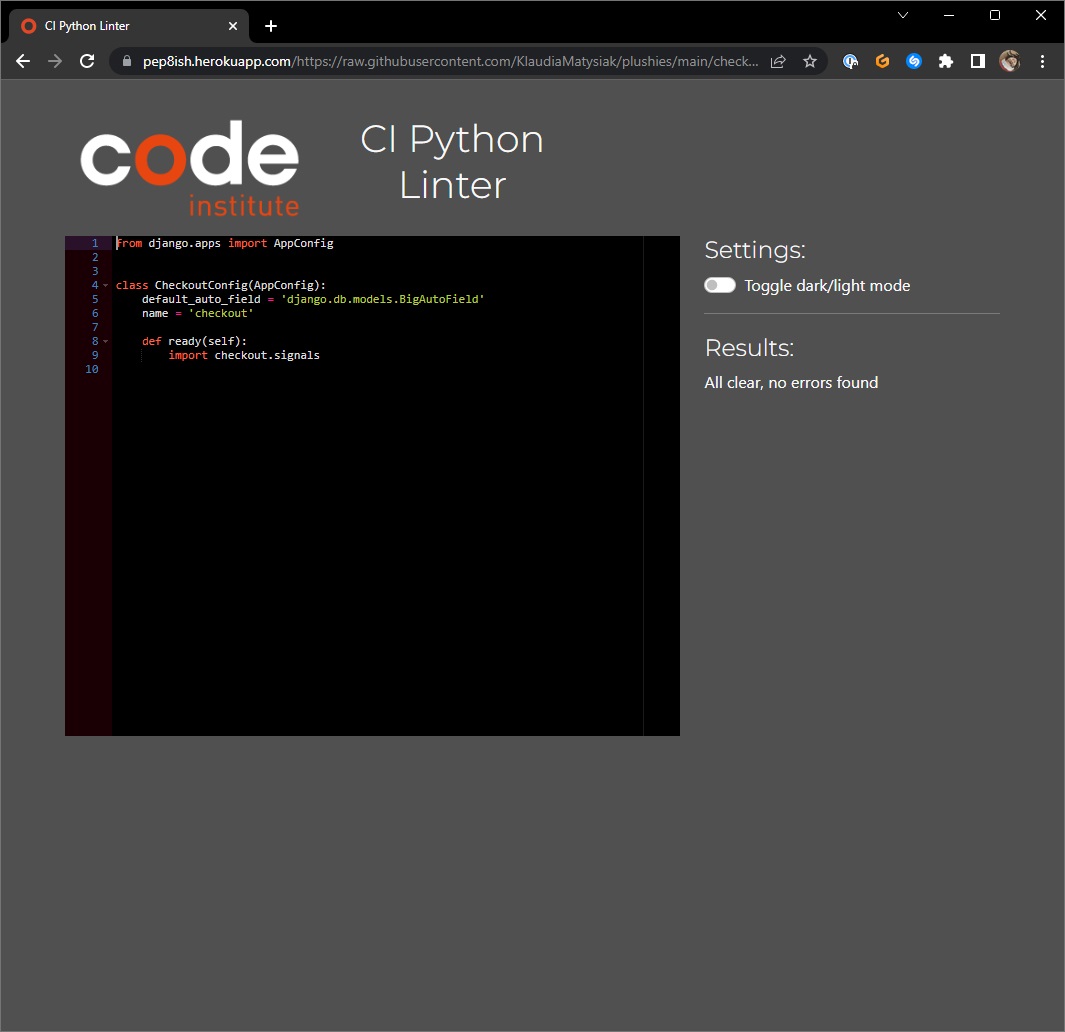 CI Python Linter
pep8ish.herokuapp.com/https://raw.githubusercontent.com/KlaudiaMatysiak/plushies/main/check...
code
institute
CI Python
Linter
1 from django.apps import AppConfig
2
3
4 class CheckoutConfig(AppConfig):
5 default_auto_field = 'django.db.models.BigAutoField'
6 name = 'checkout'
7
8 def ready(self):
9 import checkout.signals
10
Settings:
Toggle dark/light mode
Results:
All clear, no errors found